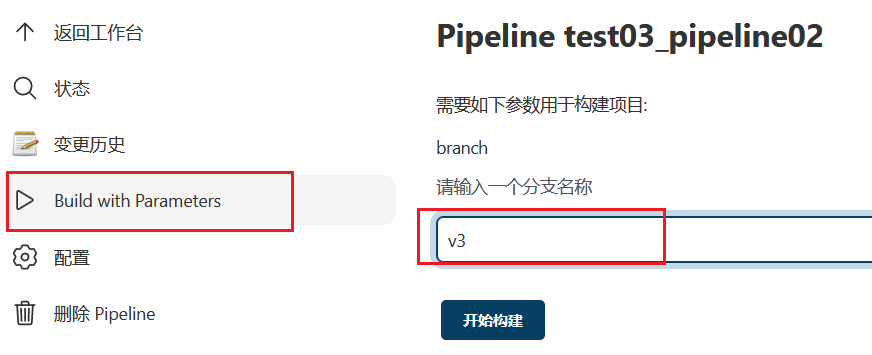 返回工作台
状态
变更历史
Build with Parameters
配置
删除 Pipeline
Pipeline test03_pipeline02
需要如下参数用于构建项目:
branch
请输入一个分支名称
v3
开始构建